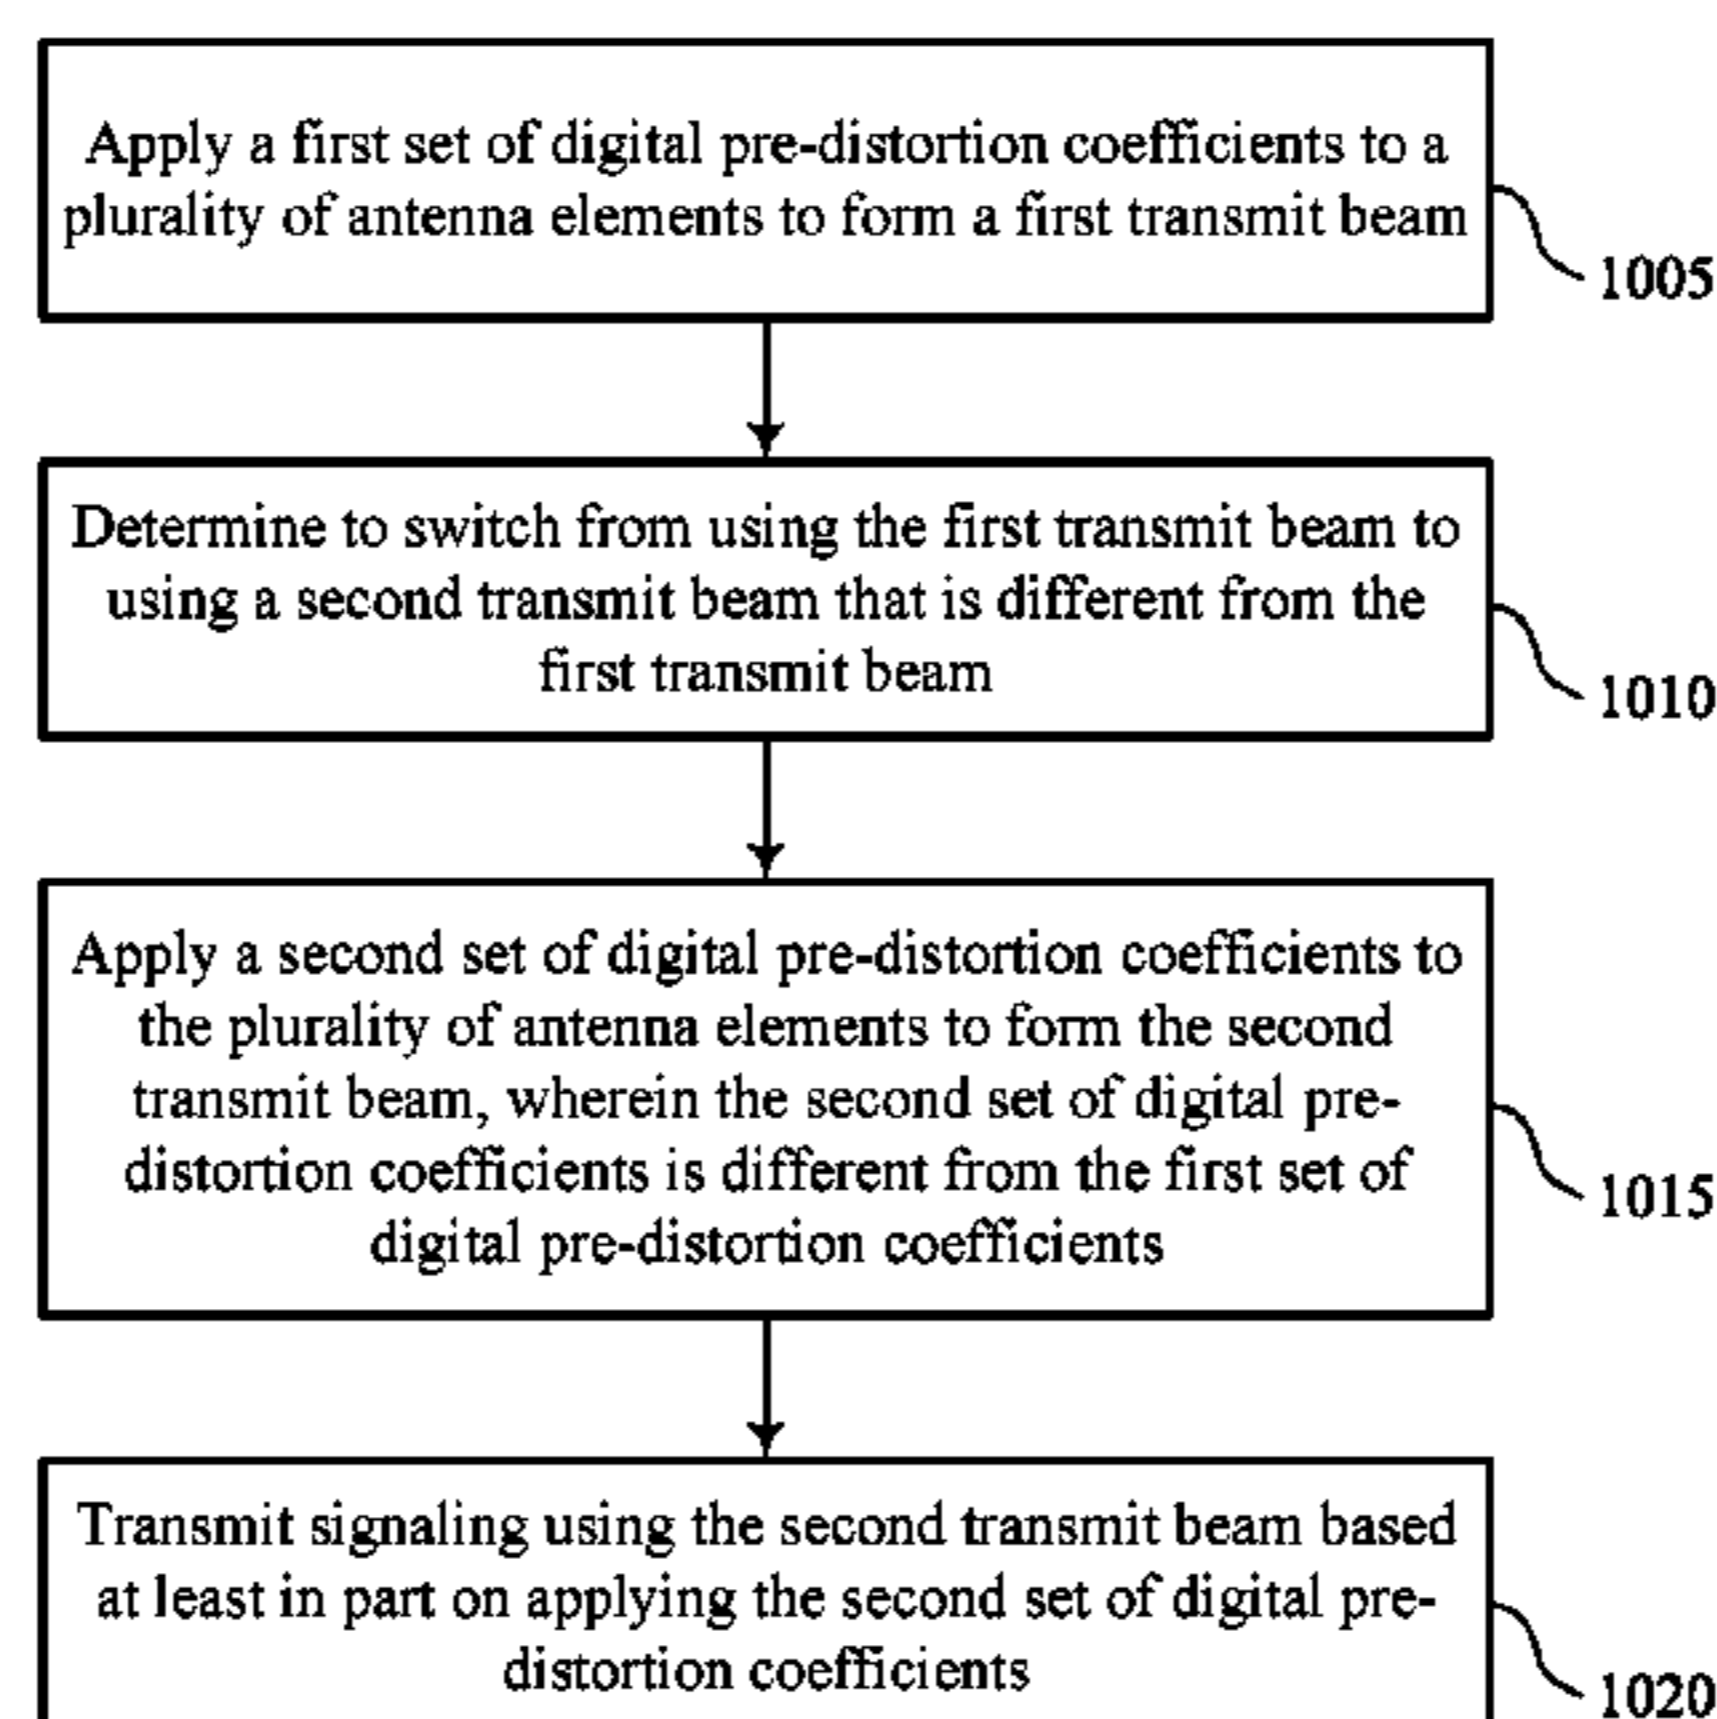 Apply a first set of digital pre-distortion coefficients to a
plurality of antenna elements to form a first transmit beam
1005
Determine to switch from using the first transmit beam to
using a second transmit beam that is different from the
first transmit beam
1010
Apply a second set of digital pre-distortion coefficients to
the plurality of antenna elements to form the second
transmit beam, wherein the second set of digital pre-
distortion coefficients is different from the first set of
digital pre-distortion coefficients
1015
Transmit signaling using the second transmit beam based
at least in part on applying the second set of digital pre-
distortion coefficients
1020